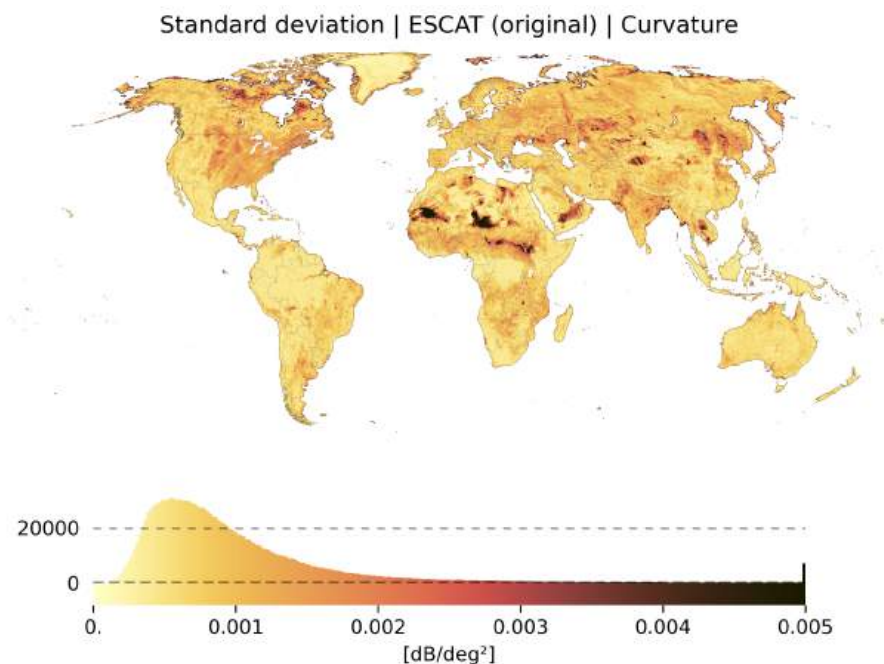 Standard deviation | ESCAT (original) | Curvature
20000
0
0. 0.001 0.002 0.003 0.004 0.005
[dB/deg²]